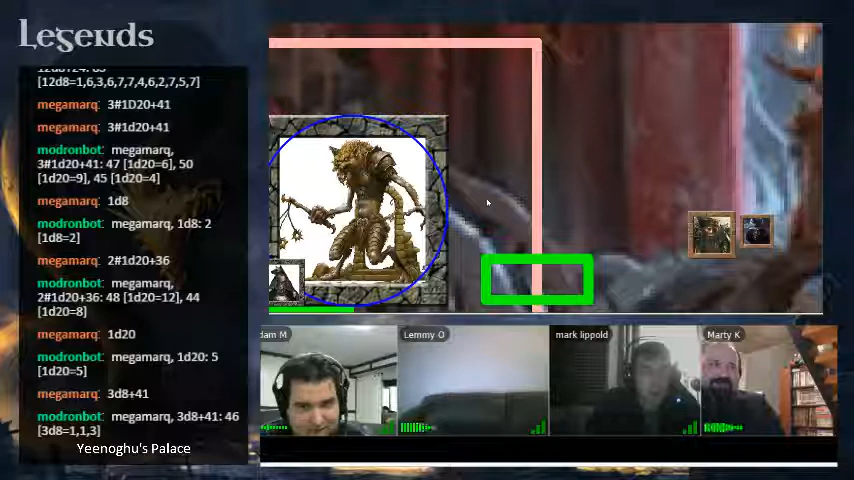 Legends
12d8+24: 63
[12d8=1,6,3,6,7,7,4,6,2,7,5,7]
megamarq: 3#1D20+41
megamarq: 3#1d20+41
modronbot: megamarq,
3#1d20+41: 47 [1d20=6], 50
[1d20=9], 45 [1d20=4]
megamarq: 1d8
modronbot: megamarq, 1d8: 2
[1d8=2]
megamarq: 2#1d20+36
modronbot: megamarq,
2#1d20+36: 48 [1d20=12], 44
[1d20=8]
megamarq: 1d20
modronbot: megamarq, 1d20: 5
[1d20=5]
megamarq: 3d8+41
modronbot: megamarq, 3d8+41: 46
[3d8=1,1,3]
Yeenoghu's Palace
dam M
Lemmy O
mark lippold
Marty K